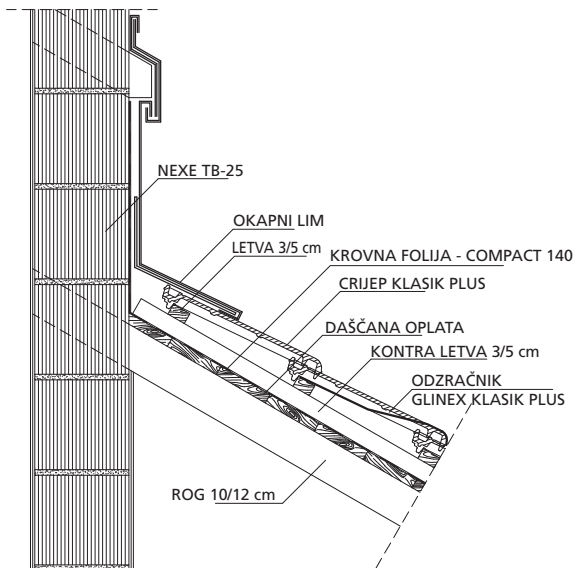 NEXE TB-25
OKAPNI LIM
LETVA 3/5 cm
KROVNA FOLIJA - COMPACT 140
CRIJEP KLASIK PLUS
DAŠČANA OPLATA
KONTRA LETVA 3/5 cm
ODZRAČNIK
GLINEX KLASIK PLUS
ROG 10/12 cm